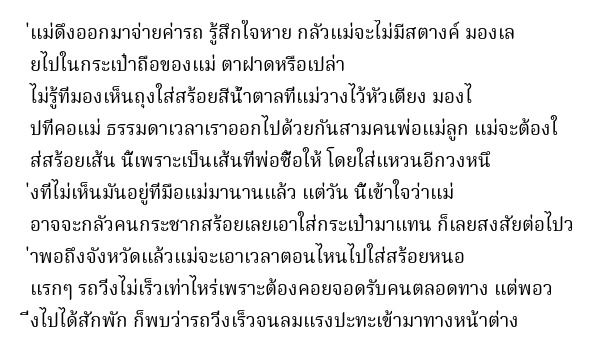 ่แม่ดึงออกมาจ่ายค่ารถ รู้สึกใจหาย กลัวแม่จะไม่มีสตางค์ มองเล
ยไปในกระเป๋าถือของแม่ ตาฝาดหรือเปล่า
ไม่รู้ที่มองเห็นถุงใส่สร้อยสีน้ำตาลที่แม่วางไว้หัวเตียง มองไ
ปที่คอแม่ ธรรมดาเวลาเราออกไปด้วยกันสามคนพ่อแม่ลูก แม่จะต้องใ
ส่สร้อยเส้น นี้เพราะเป็นเส้นที่พ่อซื้อให้ โดยใส่แหวนอีกวงหนึ
่งที่ไม่เห็นมันอยู่ที่มือแม่มานานแล้ว แต่วัน นี้เข้าใจว่าแม่
อาจจะกลัวคนกระชากสร้อยเลยเอาใส่กระเป๋ามาแทน ก็เลยสงสัยต่อไปว
่าพอถึงจังหวัดแล้วแม่จะเอาเวลาตอนไหนไปใส่สร้อยหนอ
แรกๆ รถวิ่งไม่เร็วเท่าไหร่เพราะต้องคอยจอดรับคนตลอดทาง แต่พอว
ิ่งไปได้สักพัก ก็พบว่ารถวิ่งเร็วจนลมแรงปะทะเข้ามาทางหน้าต่าง